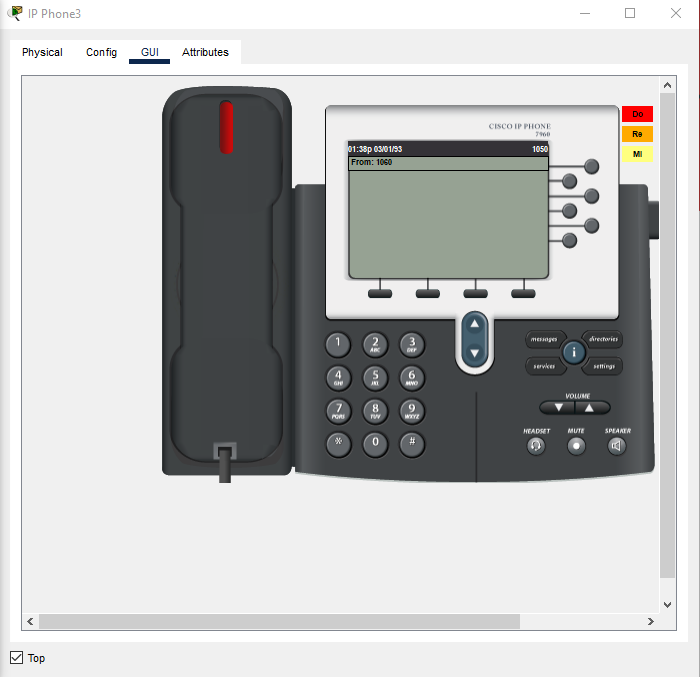 IP Phone3
Physical Config GUI Attributes
CISCO IP PHONE
7960
01:38p 03/01/93 1050
From: 1060
Do
Re
Mi
1 2 ABC 3 DEF
4 GHI 5 JKL 6 MNO
7 PQRS 8 TUV 9 WXYZ
* 0 #
messages directories
i
services settings
VOLUME
HEADSET MUTE SPEAKER
Top